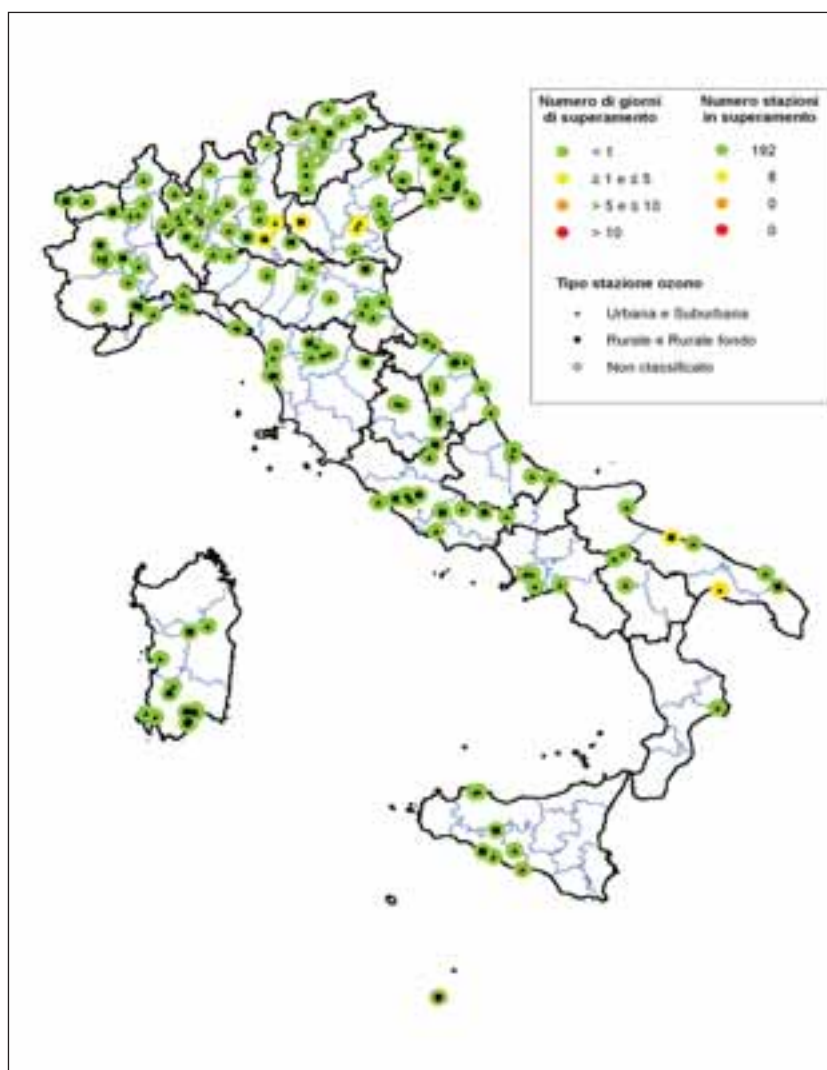 Numero di giorni di superamento
Numero stazioni in superamento
< 1 192
≥ 1 e ≤ 5 8
> 5 e ≤ 10 0
> 10 0
Tipo stazione ozono
Urbana e Suburbana
Rurale e Rurale fondo
Non classificato